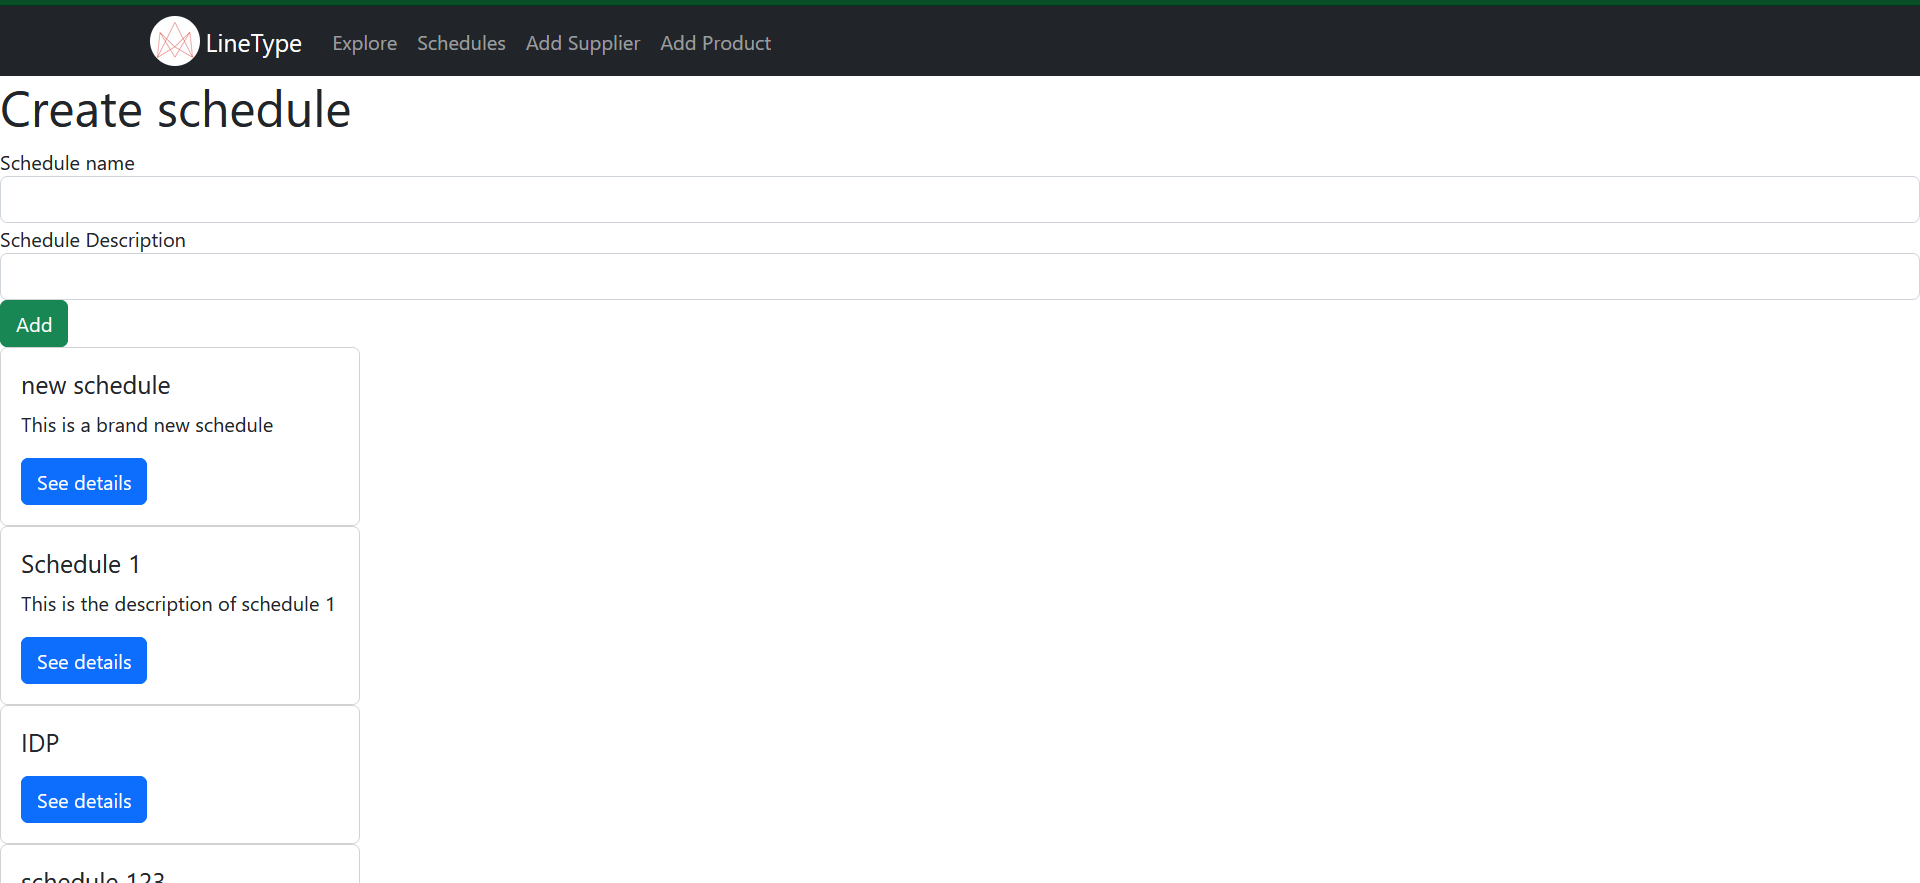 LineType Explore Schedules Add Supplier Add Product
Create schedule
Schedule name
Schedule Description
Add
new schedule
This is a brand new schedule
See details
Schedule 1
This is the description of schedule 1
See details
IDP
See details
schedule 123